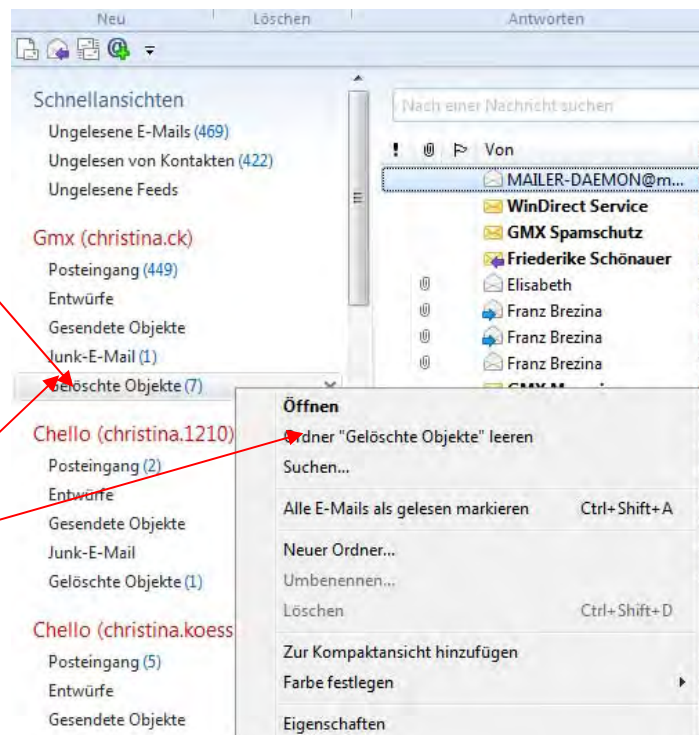 Neu Löschen Antworten
Schnellansichten
Ungelesene E-Mails (469)
Ungelesen von Kontakten (422)
Ungelesene Feeds
Gmx (christina.ck)
Posteingang (449)
Entwürfe
Gesendete Objekte
Junk-E-Mail (1)
Gelöschte Objekte (7)
Chello (christina.1210)
Posteingang (2)
Entwürfe
Gesendete Objekte
Junk-E-Mail
Gelöschte Objekte (1)
Chello (christina.koess
Posteingang (5)
Entwürfe
Gesendete Objekte
Nach einer Nachricht suchen
! Von
MAILER-DAEMON@m...
WinDirect Service
GMX Spamschutz
Friederike Schönauer
Elisabeth
Franz Brezina
Franz Brezina
Franz Brezina
Öffnen
Ordner "Gelöschte Objekte" leeren
Suchen...
Alle E-Mails als gelesen markieren Ctrl+Shift+A
Neuer Ordner...
Umbenennen...
Löschen Ctrl+Shift+D
Zur Kompaktansicht hinzufügen
Farbe festlegen
Eigenschaften